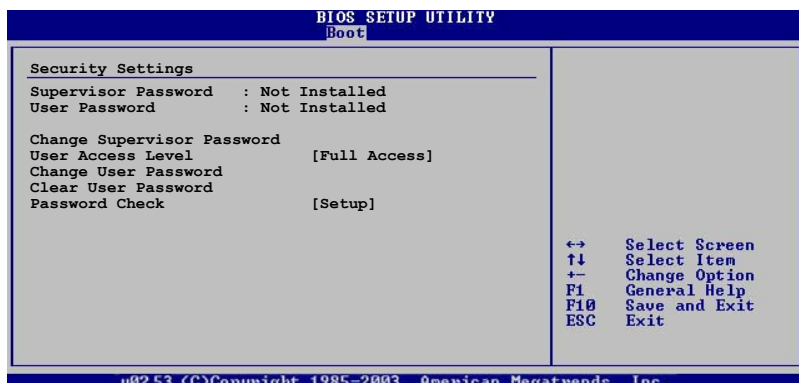 BIOS SETUP UTILITY
Boot
Security Settings
Supervisor Password : Not Installed
User Password : Not Installed
Change Supervisor Password
User Access Level [Full Access]
Change User Password
Clear User Password
Password Check [Setup]
←→ Select Screen
↑↓ Select Item
+- Change Option
F1 General Help
F10 Save and Exit
ESC Exit
v02.53 (C)Copyright 1985-2003, American Megatrends, Inc.